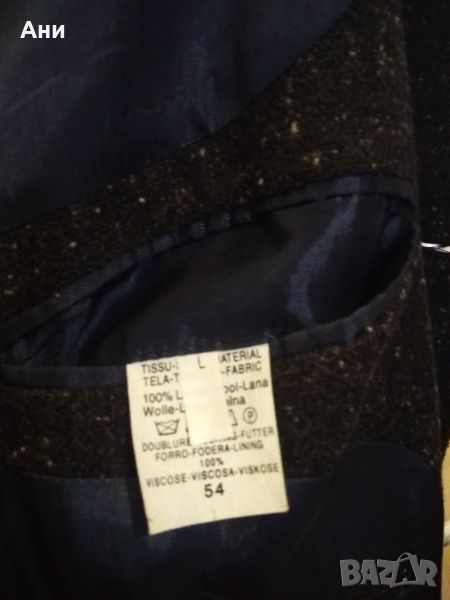 Ани
TISSU- L MATERIAL
TELA-T -FABRIC
100% L ool-Lana
Wolle-L
P
DOUBLURE FUTTER
FORRO-FODERA-LINING
100%
VISCOSE-VISCOSA-VISKOSE
54
BAZAR